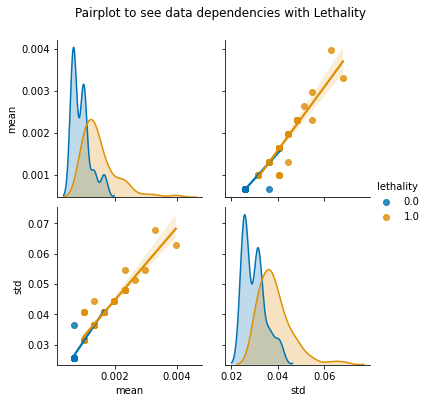 Pairplot to see data dependencies with Lethality
0.004
0.003
0.002
0.001
mean
lethality
0.0
1.0
0.07
0.06
0.05
0.04
0.03
std
0.002
0.004
mean
0.02
0.04
0.06
std